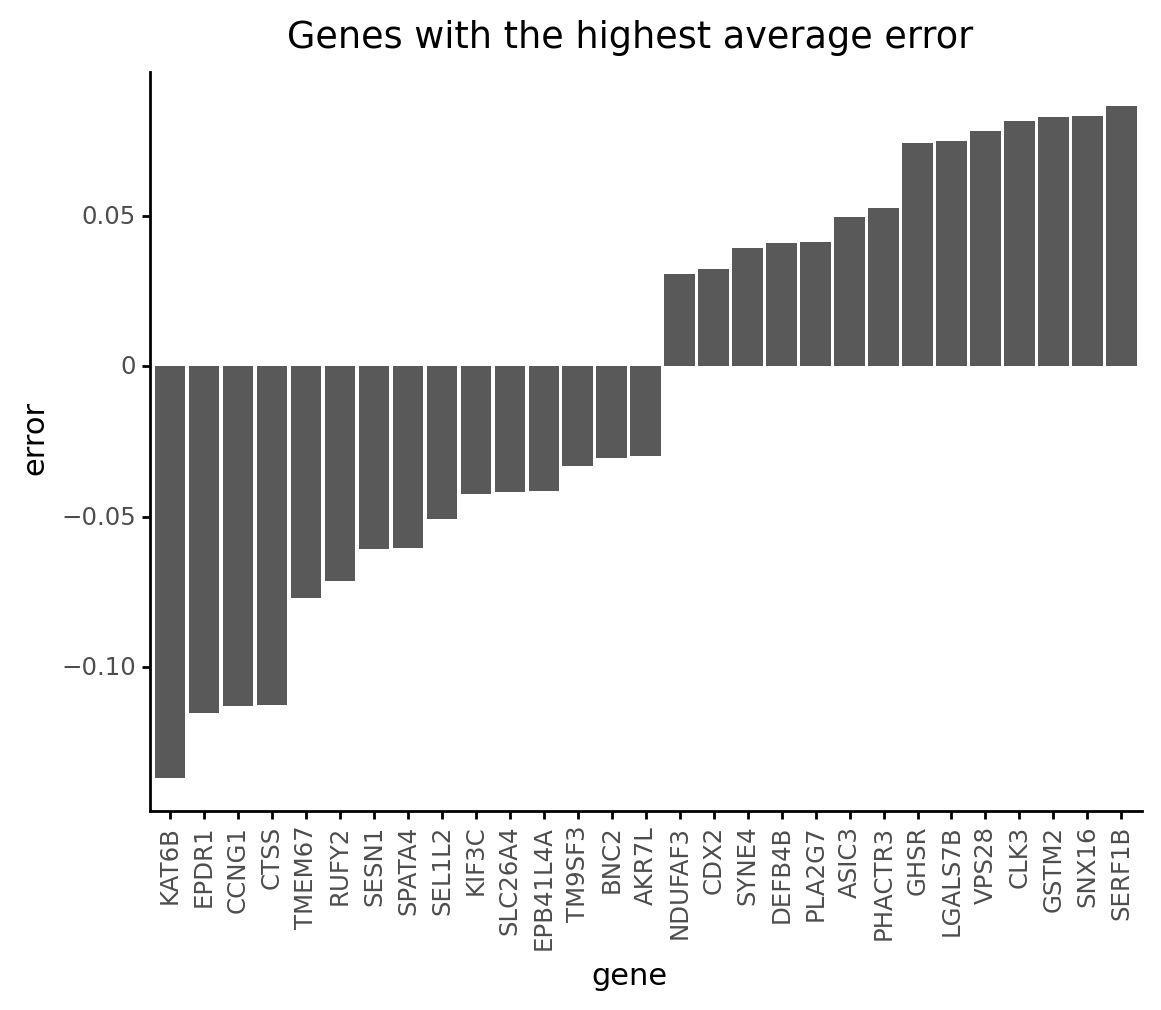 Genes with the highest average error
error
0.05
0
−0.05
−0.10
KAT6B
EPDR1
CCNG1
CTSS
TMEM67
RUFY2
SESN1
SPATA4
SEL1L2
KIF3C
SLC26A4
EPB41L4A
TM9SF3
BNC2
AKR7L
NDUFAF3
CDX2
SYNE4
DEFB4B
PLA2G7
ASIC3
PHACTR3
GHSR
LGALS7B
VPS28
CLK3
GSTM2
SNX16
SERF1B
gene